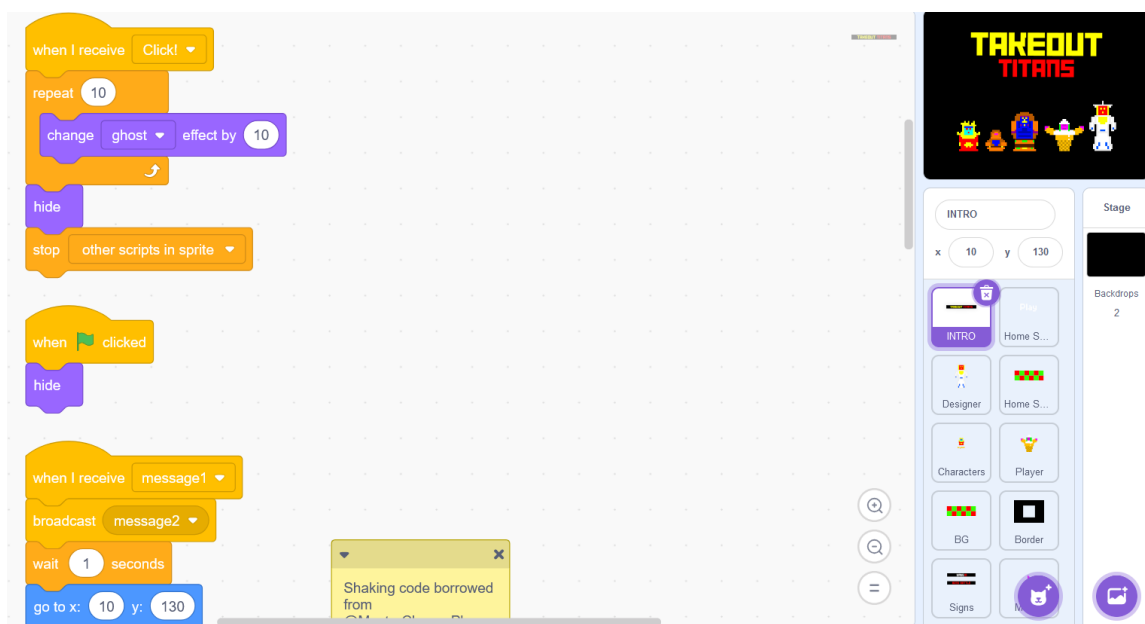 when I receive Click!
repeat 10
change ghost effect by 10
hide
stop other scripts in sprite
when clicked
hide
when I receive message1
broadcast message2
wait 1 seconds
go to x: 10 y: 130
Shaking code borrowed
from
TAKEOUT
TITANS
INTRO
x 10 y 130
INTRO
Play
Home S...
Designer
Home S...
Characters
Player
BG
Border
Signs
Stage
Backdrops
2